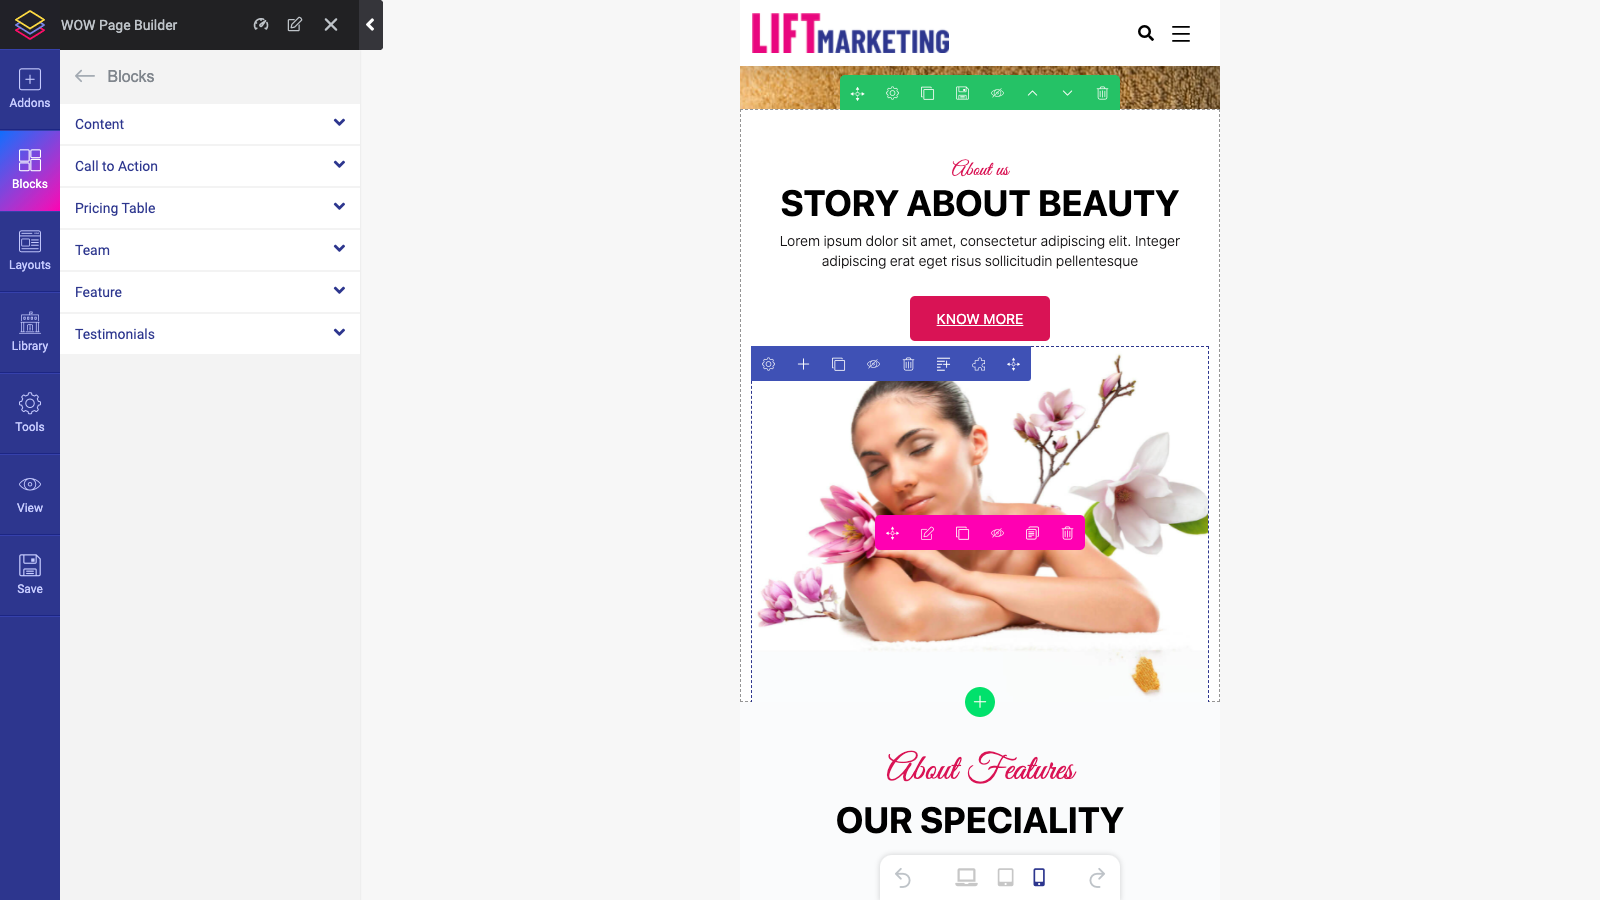 WOW Page Builder
Addons
Blocks
Layouts
Library
Tools
View
Save
Blocks
Content
Call to Action
Pricing Table
Team
Feature
Testimonials
LIFTMARKETING
About us
STORY ABOUT BEAUTY
Lorem ipsum dolor sit amet, consectetur adipiscing elit. Integer
adipiscing erat eget risus sollicitudin pellentesque
KNOW MORE
About Features
OUR SPECIALITY